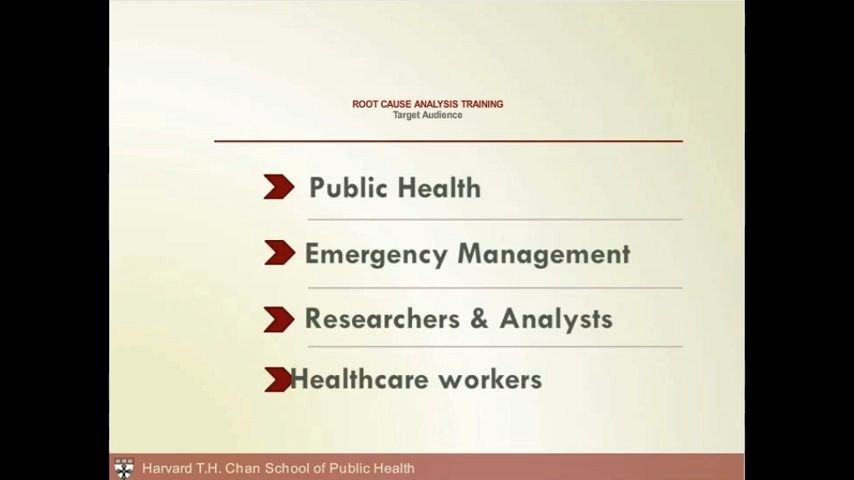 ROOT CAUSE ANALYSIS TRAINING
Target Audience
Public Health
Emergency Management
Researchers & Analysts
Healthcare workers
Harvard T.H. Chan School of Public Health